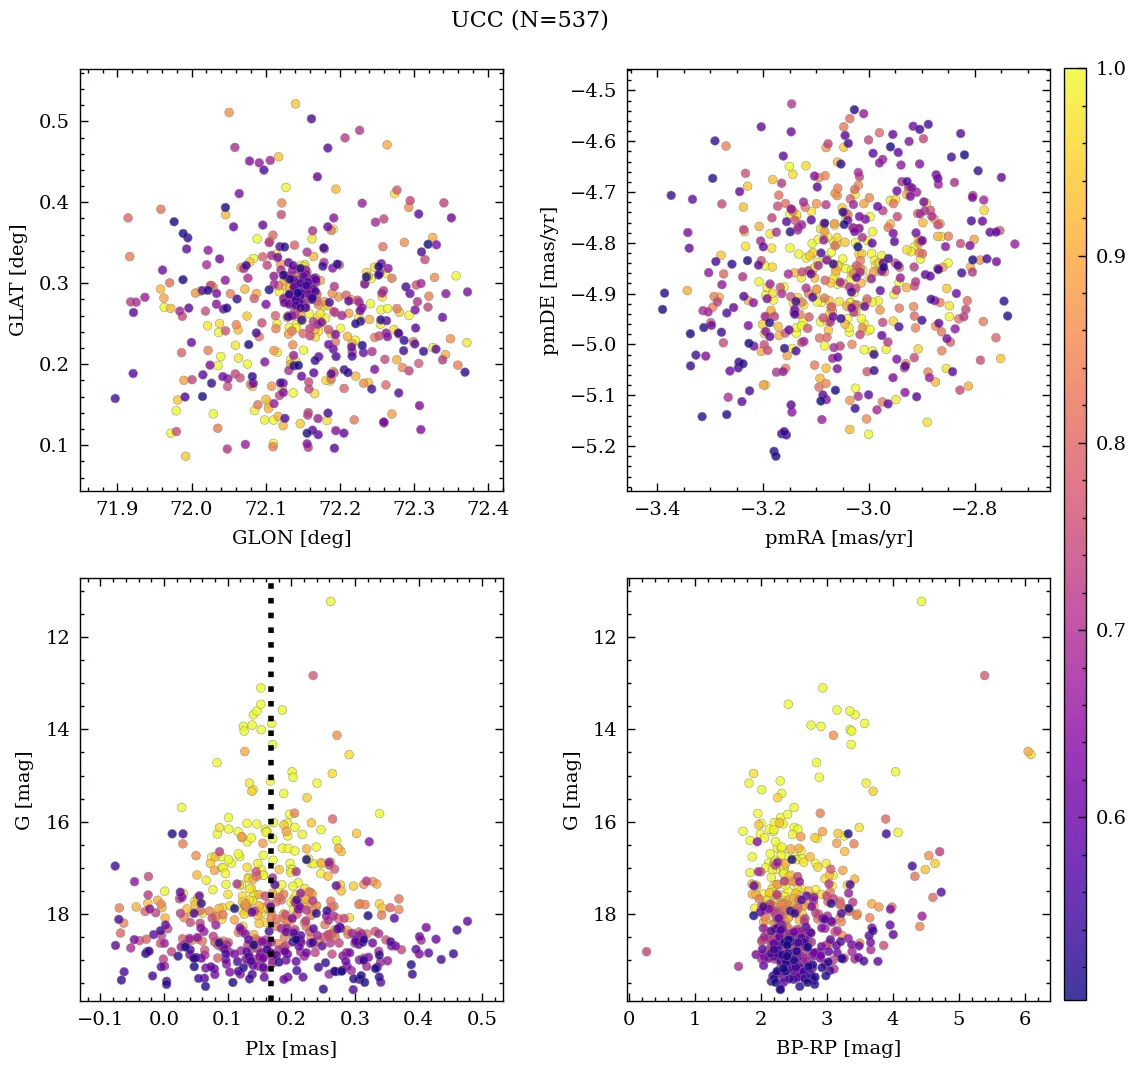 UCC (N=537)
0.5
0.4
0.3
0.2
0.1
GLAT [deg]
71.9 72.0 72.1 72.2 72.3 72.4
GLON [deg]
−4.5
−4.6
−4.7
−4.8
−4.9
−5.0
−5.1
−5.2
pmDE [mas/yr]
−3.4 −3.2 −3.0 −2.8
pmRA [mas/yr]
12
14
16
18
G [mag]
−0.1 0.0 0.1 0.2 0.3 0.4 0.5
Plx [mas]
12
14
16
18
G [mag]
0 1 2 3 4 5 6
BP-RP [mag]
1.0
0.9
0.8
0.7
0.6